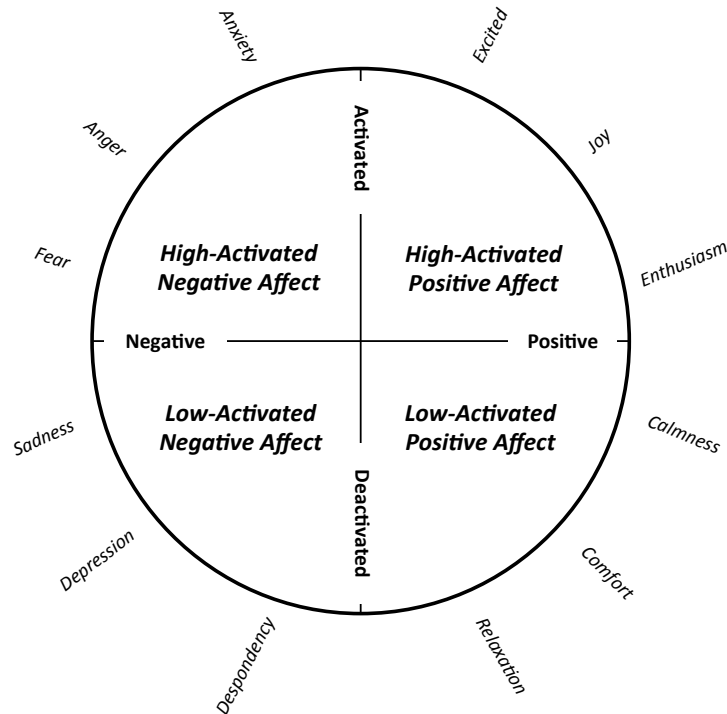 Anxiety
Excited
Anger
Activated
Joy
Fear
High-Activated
Negative Affect
High-Activated
Positive Affect
Enthusiasm
Negative
Positive
Sadness
Low-Activated
Negative Affect
Low-Activated
Positive Affect
Calmness
Depression
Deactivated
Comfort
Despondency
Relaxation